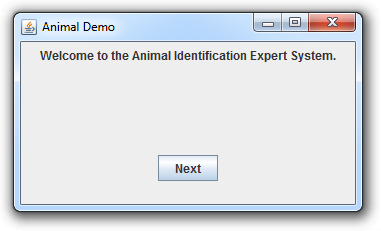 Animal Demo
Welcome to the Animal Identification Expert System.
Next